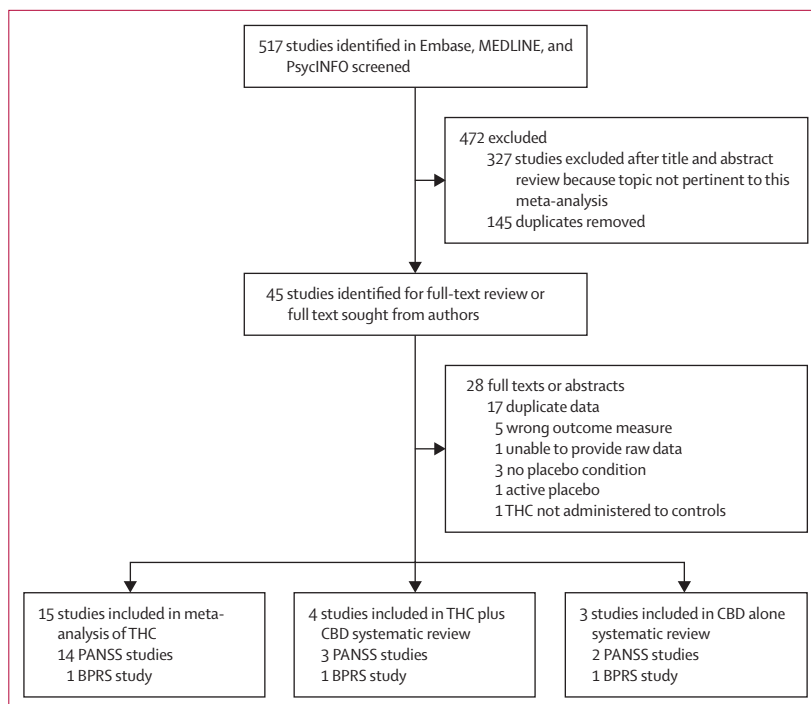 517 studies identified in Embase, MEDLINE, and
PsycINFO screened
472 excluded
327 studies excluded after title and abstract
review because topic not pertinent to this
meta-analysis
145 duplicates removed
45 studies identified for full-text review or
full text sought from authors
28 full texts or abstracts
17 duplicate data
5 wrong outcome measure
1 unable to provide raw data
3 no placebo condition
1 active placebo
1 THC not administered to controls
15 studies included in meta-
analysis of THC
14 PANSS studies
1 BPRS study
4 studies included in THC plus
CBD systematic review
3 PANSS studies
1 BPRS study
3 studies included in CBD alone
systematic review
2 PANSS studies
1 BPRS study